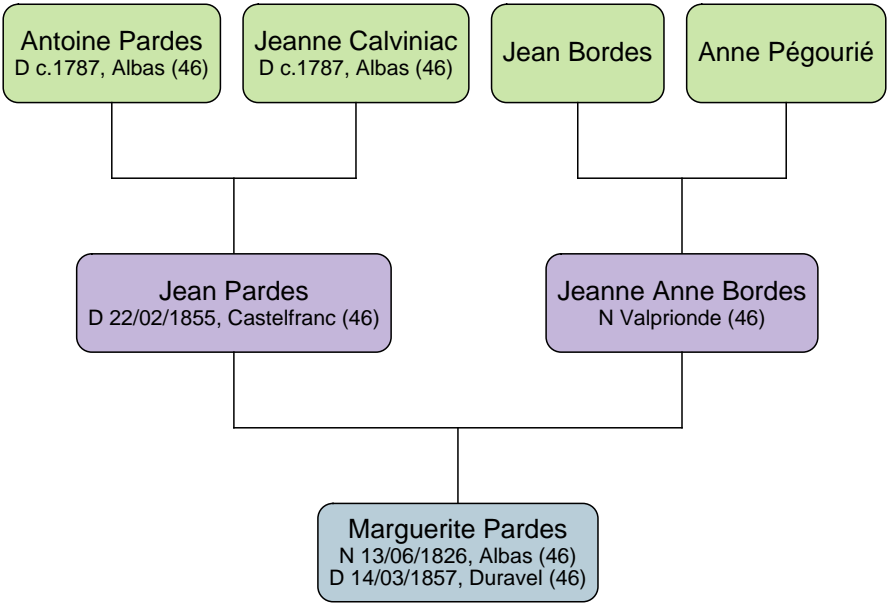 Antoine Pardes
D c.1787, Albas (46)
Jeanne Calviniac
D c.1787, Albas (46)
Jean Bordes
Anne Pégourié
Jean Pardes
D 22/02/1855, Castelfranc (46)
Jeanne Anne Bordes
N Valprionde (46)
Marguerite Pardes
N 13/06/1826, Albas (46)
D 14/03/1857, Duravel (46)